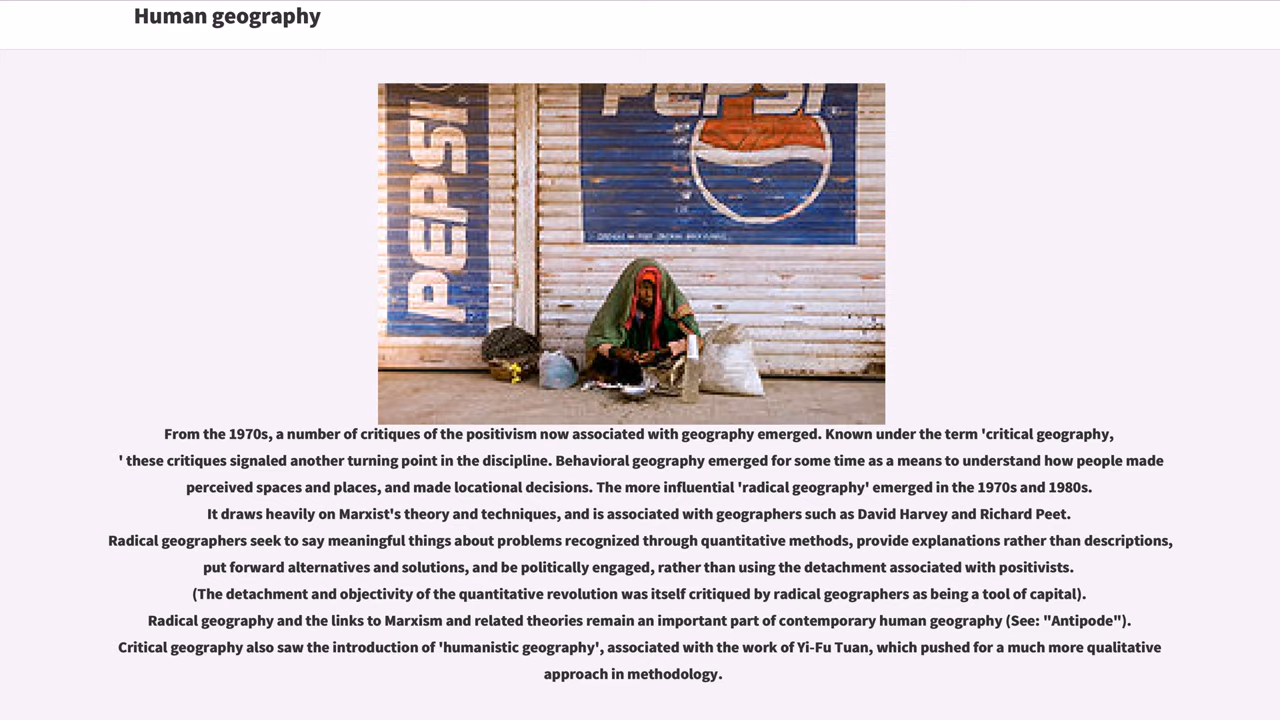 Human geography
PEPSI
PEPSI
From the 1970s, a number of critiques of the positivism now associated with geography emerged. Known under the term 'critical geography,
' these critiques signaled another turning point in the discipline. Behavioral geography emerged for some time as a means to understand how people made
perceived spaces and places, and made locational decisions. The more influential 'radical geography' emerged in the 1970s and 1980s.
It draws heavily on Marxist's theory and techniques, and is associated with geographers such as David Harvey and Richard Peet.
Radical geographers seek to say meaningful things about problems recognized through quantitative methods, provide explanations rather than descriptions,
put forward alternatives and solutions, and be politically engaged, rather than using the detachment associated with positivists.
(The detachment and objectivity of the quantitative revolution was itself critiqued by radical geographers as being a tool of capital).
Radical geography and the links to Marxism and related theories remain an important part of contemporary human geography (See: "Antipode").
Critical geography also saw the introduction of 'humanistic geography', associated with the work of Yi-Fu Tuan, which pushed for a much more qualitative
approach in methodology.